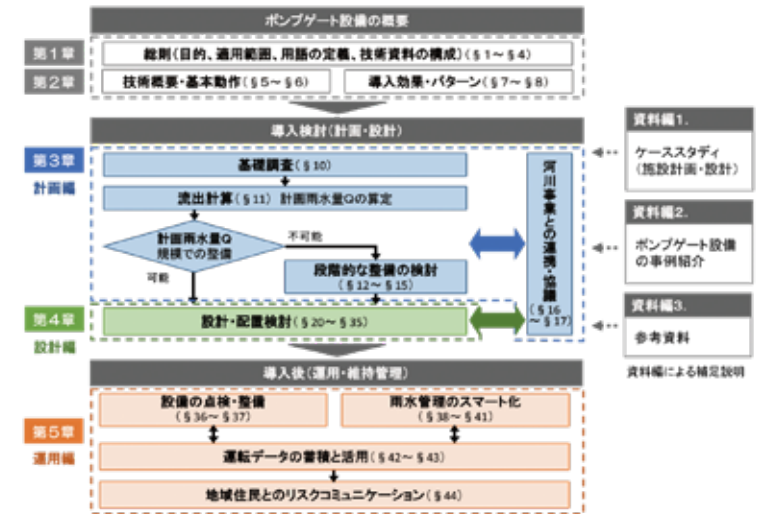 ポンプゲート設備の概要
第1章
総則(目的、適用範囲、用語の定義、技術資料の構成)(§1~§4)
第2章
技術概要・基本動作(§5~§6)
導入効果・パターン(§7~§8)
導入検討(計画・設計)
第3章
計画編
基礎調査(§10)
流出計算(§11) 計画雨水量Qの算定
計画雨水量Q
規模での整備
不可能
可能
段階的な整備の検討
(§12~§15)
河川事業との連携・協議
(§16
~§17)
第4章
設計編
設計・配置検討(§20~§35)
導入後(運用・維持管理)
第5章
運用編
設備の点検・整備
(§36~§37)
雨水管理のスマート化
(§38~§41)
運転データの蓄積と活用(§42~§43)
地域住民とのリスクコミュニケーション(§44)
資料編1.
ケーススタディ
(施設計画・設計)
資料編2.
ポンプゲート設備
の事例紹介
資料編3.
参考資料
資料編による補足説明